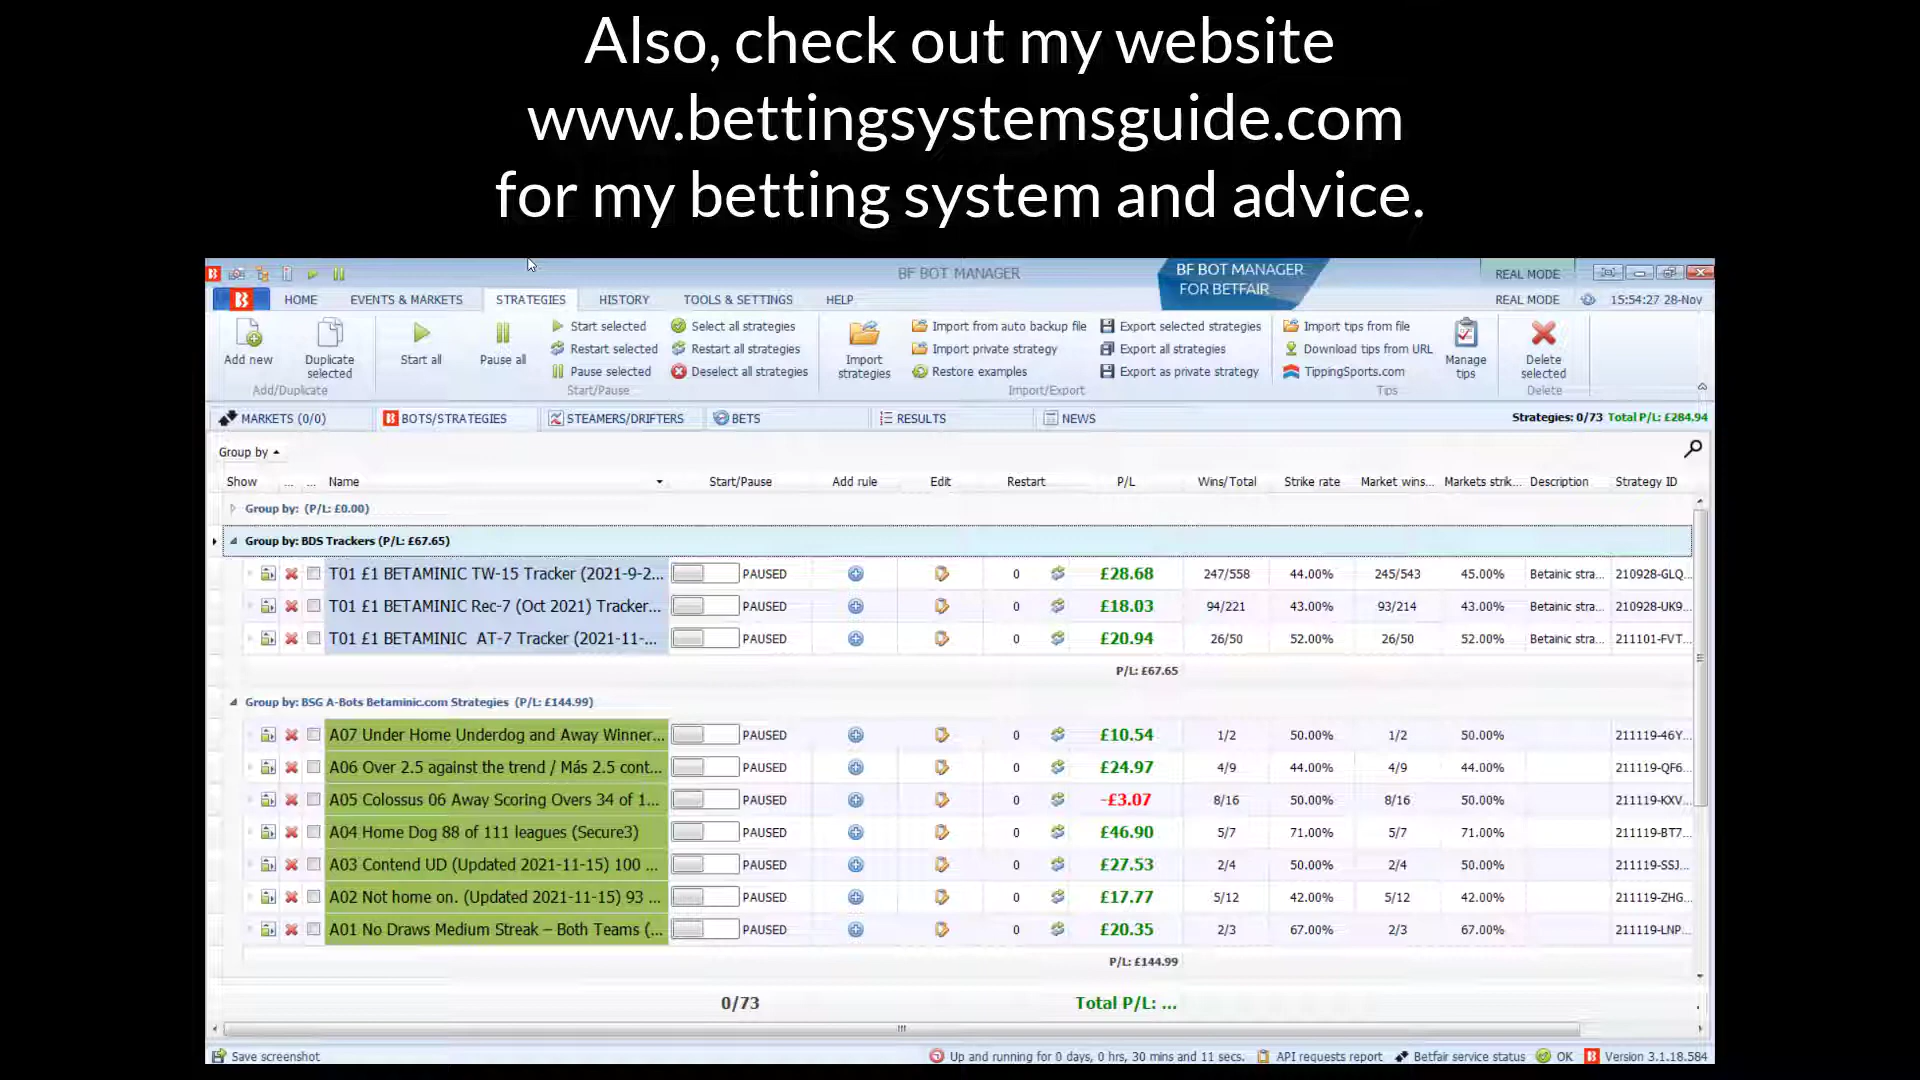 Also, check out my website
www.bettingsystemsguide.com
for my betting system and advice.
BF BOT MANAGER
BF BOT MANAGER
FOR BETFAIR
REAL MODE
HOME EVENTS & MARKETS STRATEGIES HISTORY TOOLS & SETTINGS HELP REAL MODE 15:54:27 28-Nov
Start selected Select all strategies Import from auto backup file Export selected strategies Import tips from file
Add new Duplicate selected Start all Pause all Restart selected Restart all strategies Import strategies Import private strategy Export all strategies Download tips from URL Manage tips Delete selected
Pause selected Deselect all strategies Restore examples Export as private strategy TippingSports.com
Add/Duplicate Start/Pause Import/Export Tips Delete
MARKETS (0/0) BOTS/STRATEGIES STEAMERS/DRIFTERS BETS RESULTS NEWS Strategies: 0/73 Total P/L: £284.94
Group by
Show ... ... Name Start/Pause Add rule Edit Restart P/L Wins/Total Strike rate Market wins... Markets strik... Description Strategy ID
Group by: (P/L: £0.00)
Group by: BDS Trackers (P/L: £67.65)
T01 £1 BETAMINIC TW-15 Tracker (2021-9-2... PAUSED 0 £28.68 247/558 44.00% 245/543 45.00% Betainic stra... 210928-GLQ...
T01 £1 BETAMINIC Rec-7 (Oct 2021) Tracker... PAUSED 0 £18.03 94/221 43.00% 93/214 43.00% Betainic stra... 210928-UK9...
T01 £1 BETAMINIC AT-7 Tracker (2021-11-... PAUSED 0 £20.94 26/50 52.00% 26/50 52.00% Betainic stra... 211101-FVT...
P/L: £67.65
Group by: BSG A-Bots Betaminic.com Strategies (P/L: £144.99)
A07 Under Home Underdog and Away Winner... PAUSED 0 £10.54 1/2 50.00% 1/2 50.00% 211119-46Y...
A06 Over 2.5 against the trend / Más 2.5 cont... PAUSED 0 £24.97 4/9 44.00% 4/9 44.00% 211119-QF6...
A05 Colossus 06 Away Scoring Overs 34 of 1... PAUSED 0 -£3.07 8/16 50.00% 8/16 50.00% 211119-KXV...
A04 Home Dog 88 of 111 leagues (Secure3) PAUSED 0 £46.90 5/7 71.00% 5/7 71.00% 211119-BT7...
A03 Contend UD (Updated 2021-11-15) 100 ... PAUSED 0 £27.53 2/4 50.00% 2/4 50.00% 211119-SSJ...
A02 Not home on. (Updated 2021-11-15) 93 ... PAUSED 0 £17.77 5/12 42.00% 5/12 42.00% 211119-ZHG...
A01 No Draws Medium Streak – Both Teams (... PAUSED 0 £20.35 2/3 67.00% 2/3 67.00% 211119-LNP...
P/L: £144.99
0/73 Total P/L: ...
Save screenshot Up and running for 0 days, 0 hrs, 30 mins and 11 secs. API requests report Betfair service status OK Version 3.1.18.584